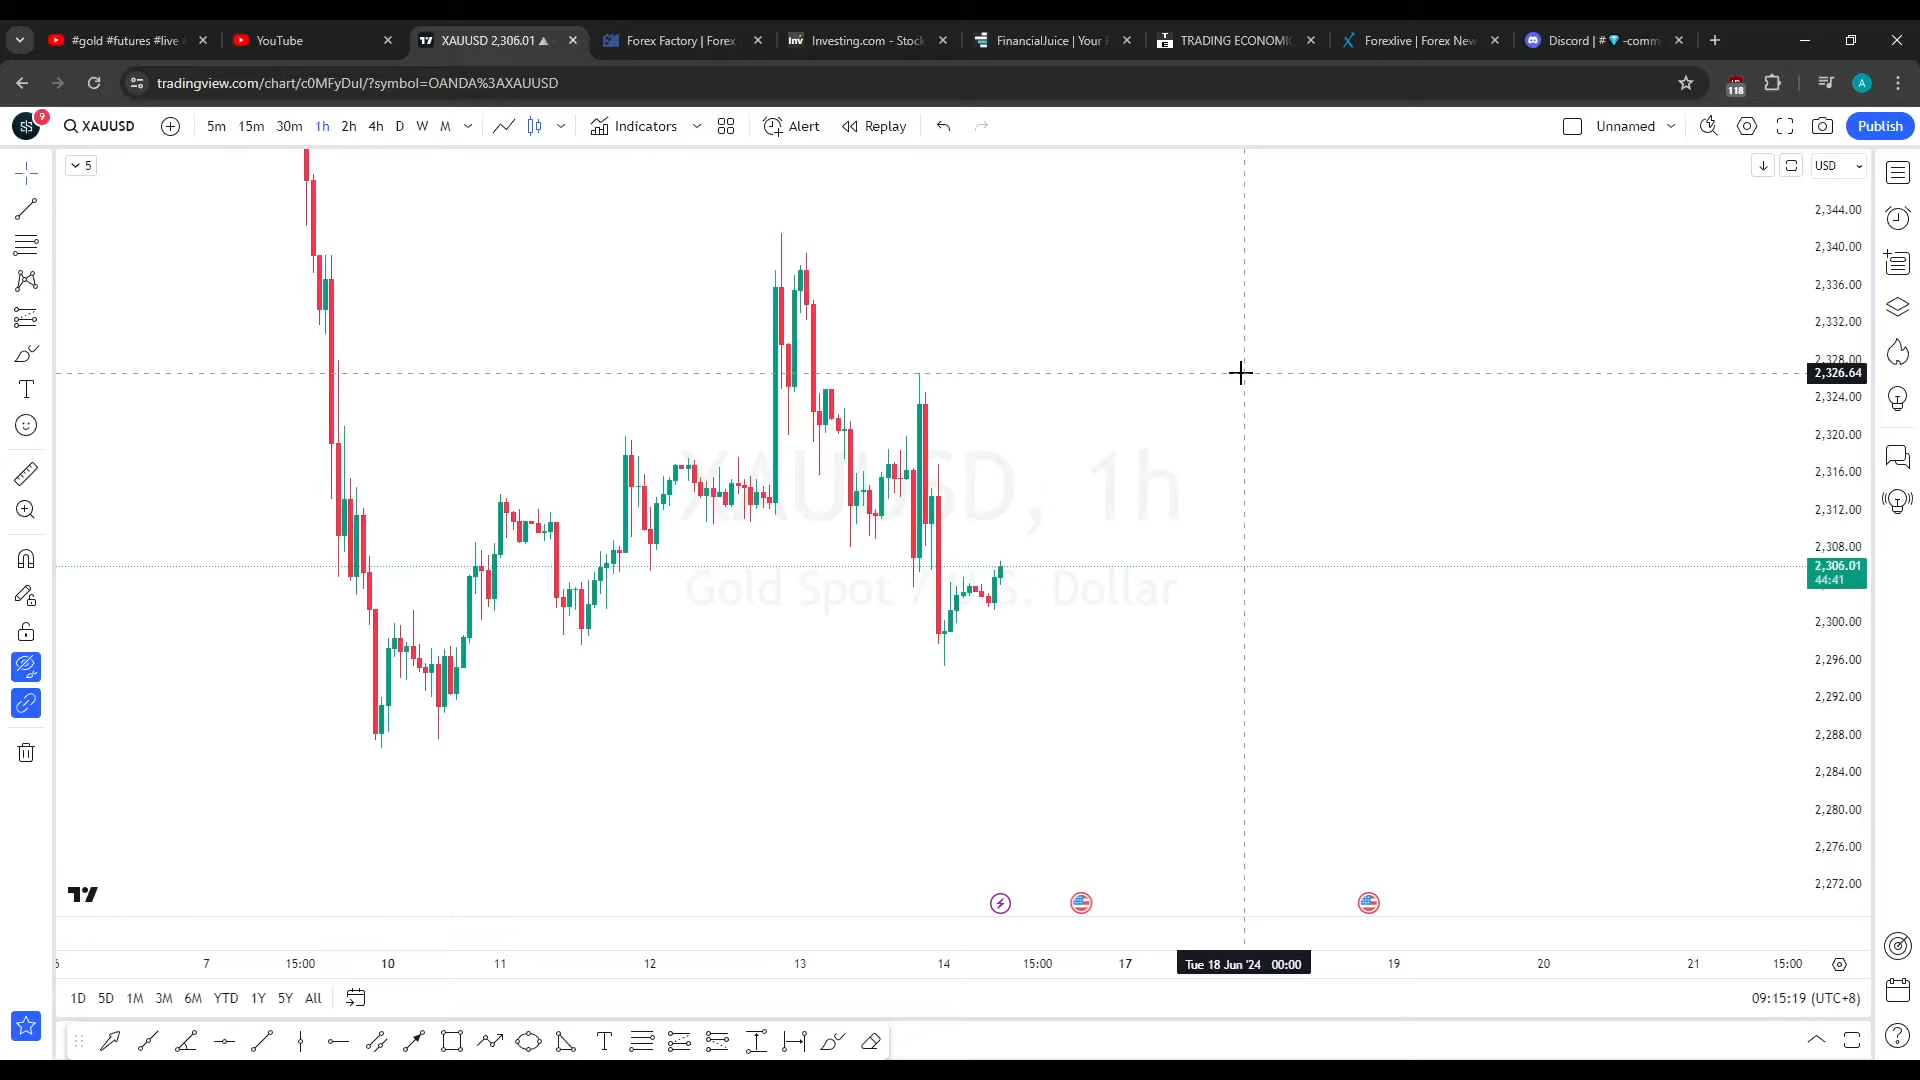 #gold #futures #live
YouTube
XAUUSD 2,306.01 ▲
Forex Factory | Forex
Investing.com - Stock
FinancialJuice | Your F
TRADING ECONOMIC
Forexlive | Forex New
Discord | # 💎 -comm
tradingview.com/chart/c0MFyDul/?symbol=OANDA%3AXAUUSD
118
A
9
XAUUSD
5m 15m 30m 1h 2h 4h D W M
Indicators
Alert
Replay
Unnamed
Publish
5
USD
2,344.00
2,340.00
2,336.00
2,332.00
2,328.00
2,326.64
2,324.00
2,320.00
2,316.00
2,312.00
2,308.00
2,306.01
44:41
2,300.00
2,296.00
2,292.00
2,288.00
2,284.00
2,280.00
2,276.00
2,272.00
XAUUSD, 1h
Gold Spot / U.S. Dollar
6 7 15:00 10 11 12 13 14 15:00 17 Tue 18 Jun '24 00:00 19 20 21 15:00
1D 5D 1M 3M 6M YTD 1Y 5Y All
09:15:19 (UTC+8)